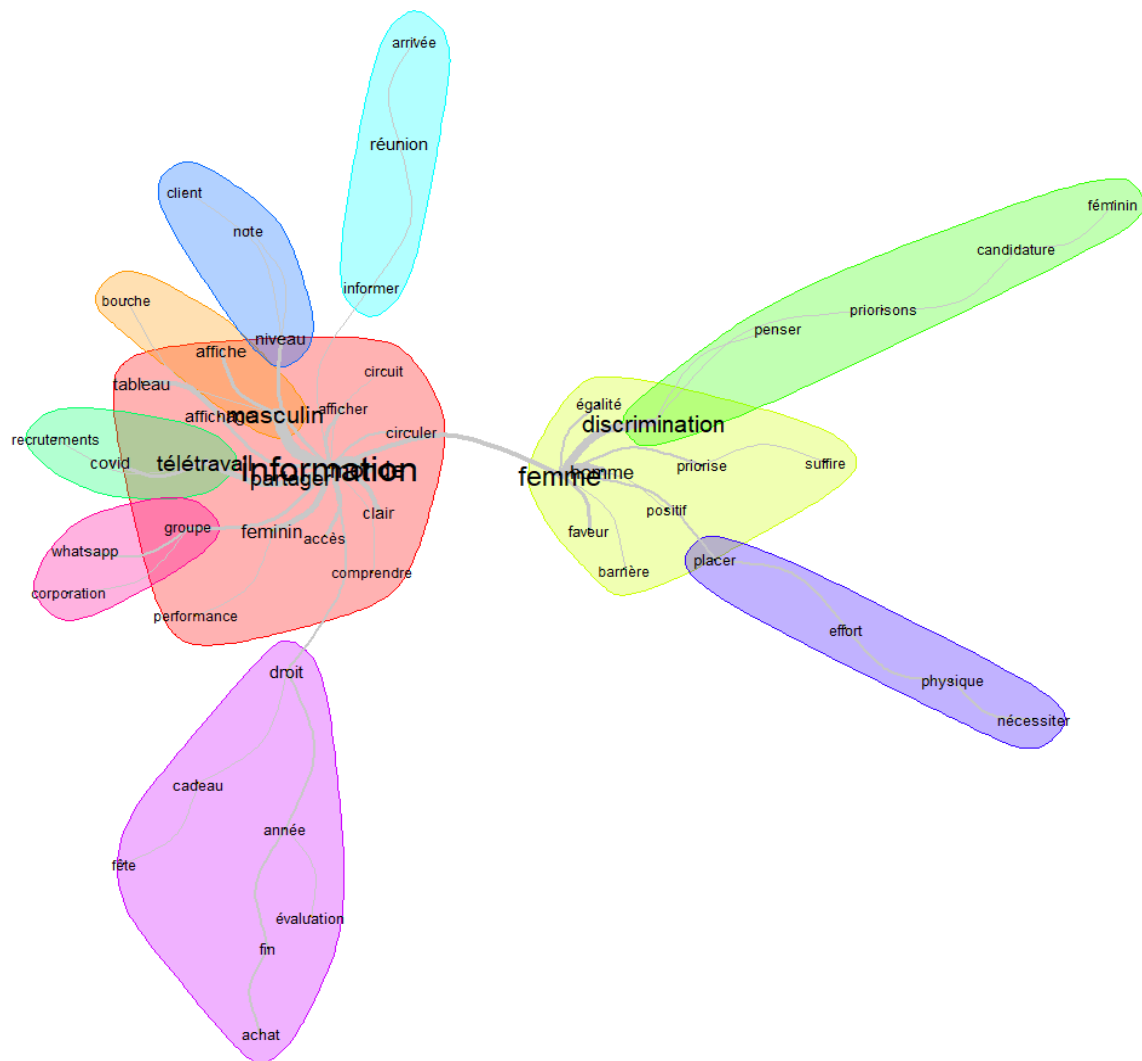 arrivée
réunion
client
féminin
note
candidature
informer
bouche
priorisons
penser
niveau
affiche
circuit
tableau
égalité
afficher
affichage
masculin
discrimination
circuler
recrutements
covid
télétravail
information
partager
femme
homme
priorise
suffire
clair
positif
groupe
feminin
accès
faveur
whatsapp
placer
barrière
comprendre
corporation
performance
effort
droit
physique
nécessiter
cadeau
année
fête
évaluation
fin
achat